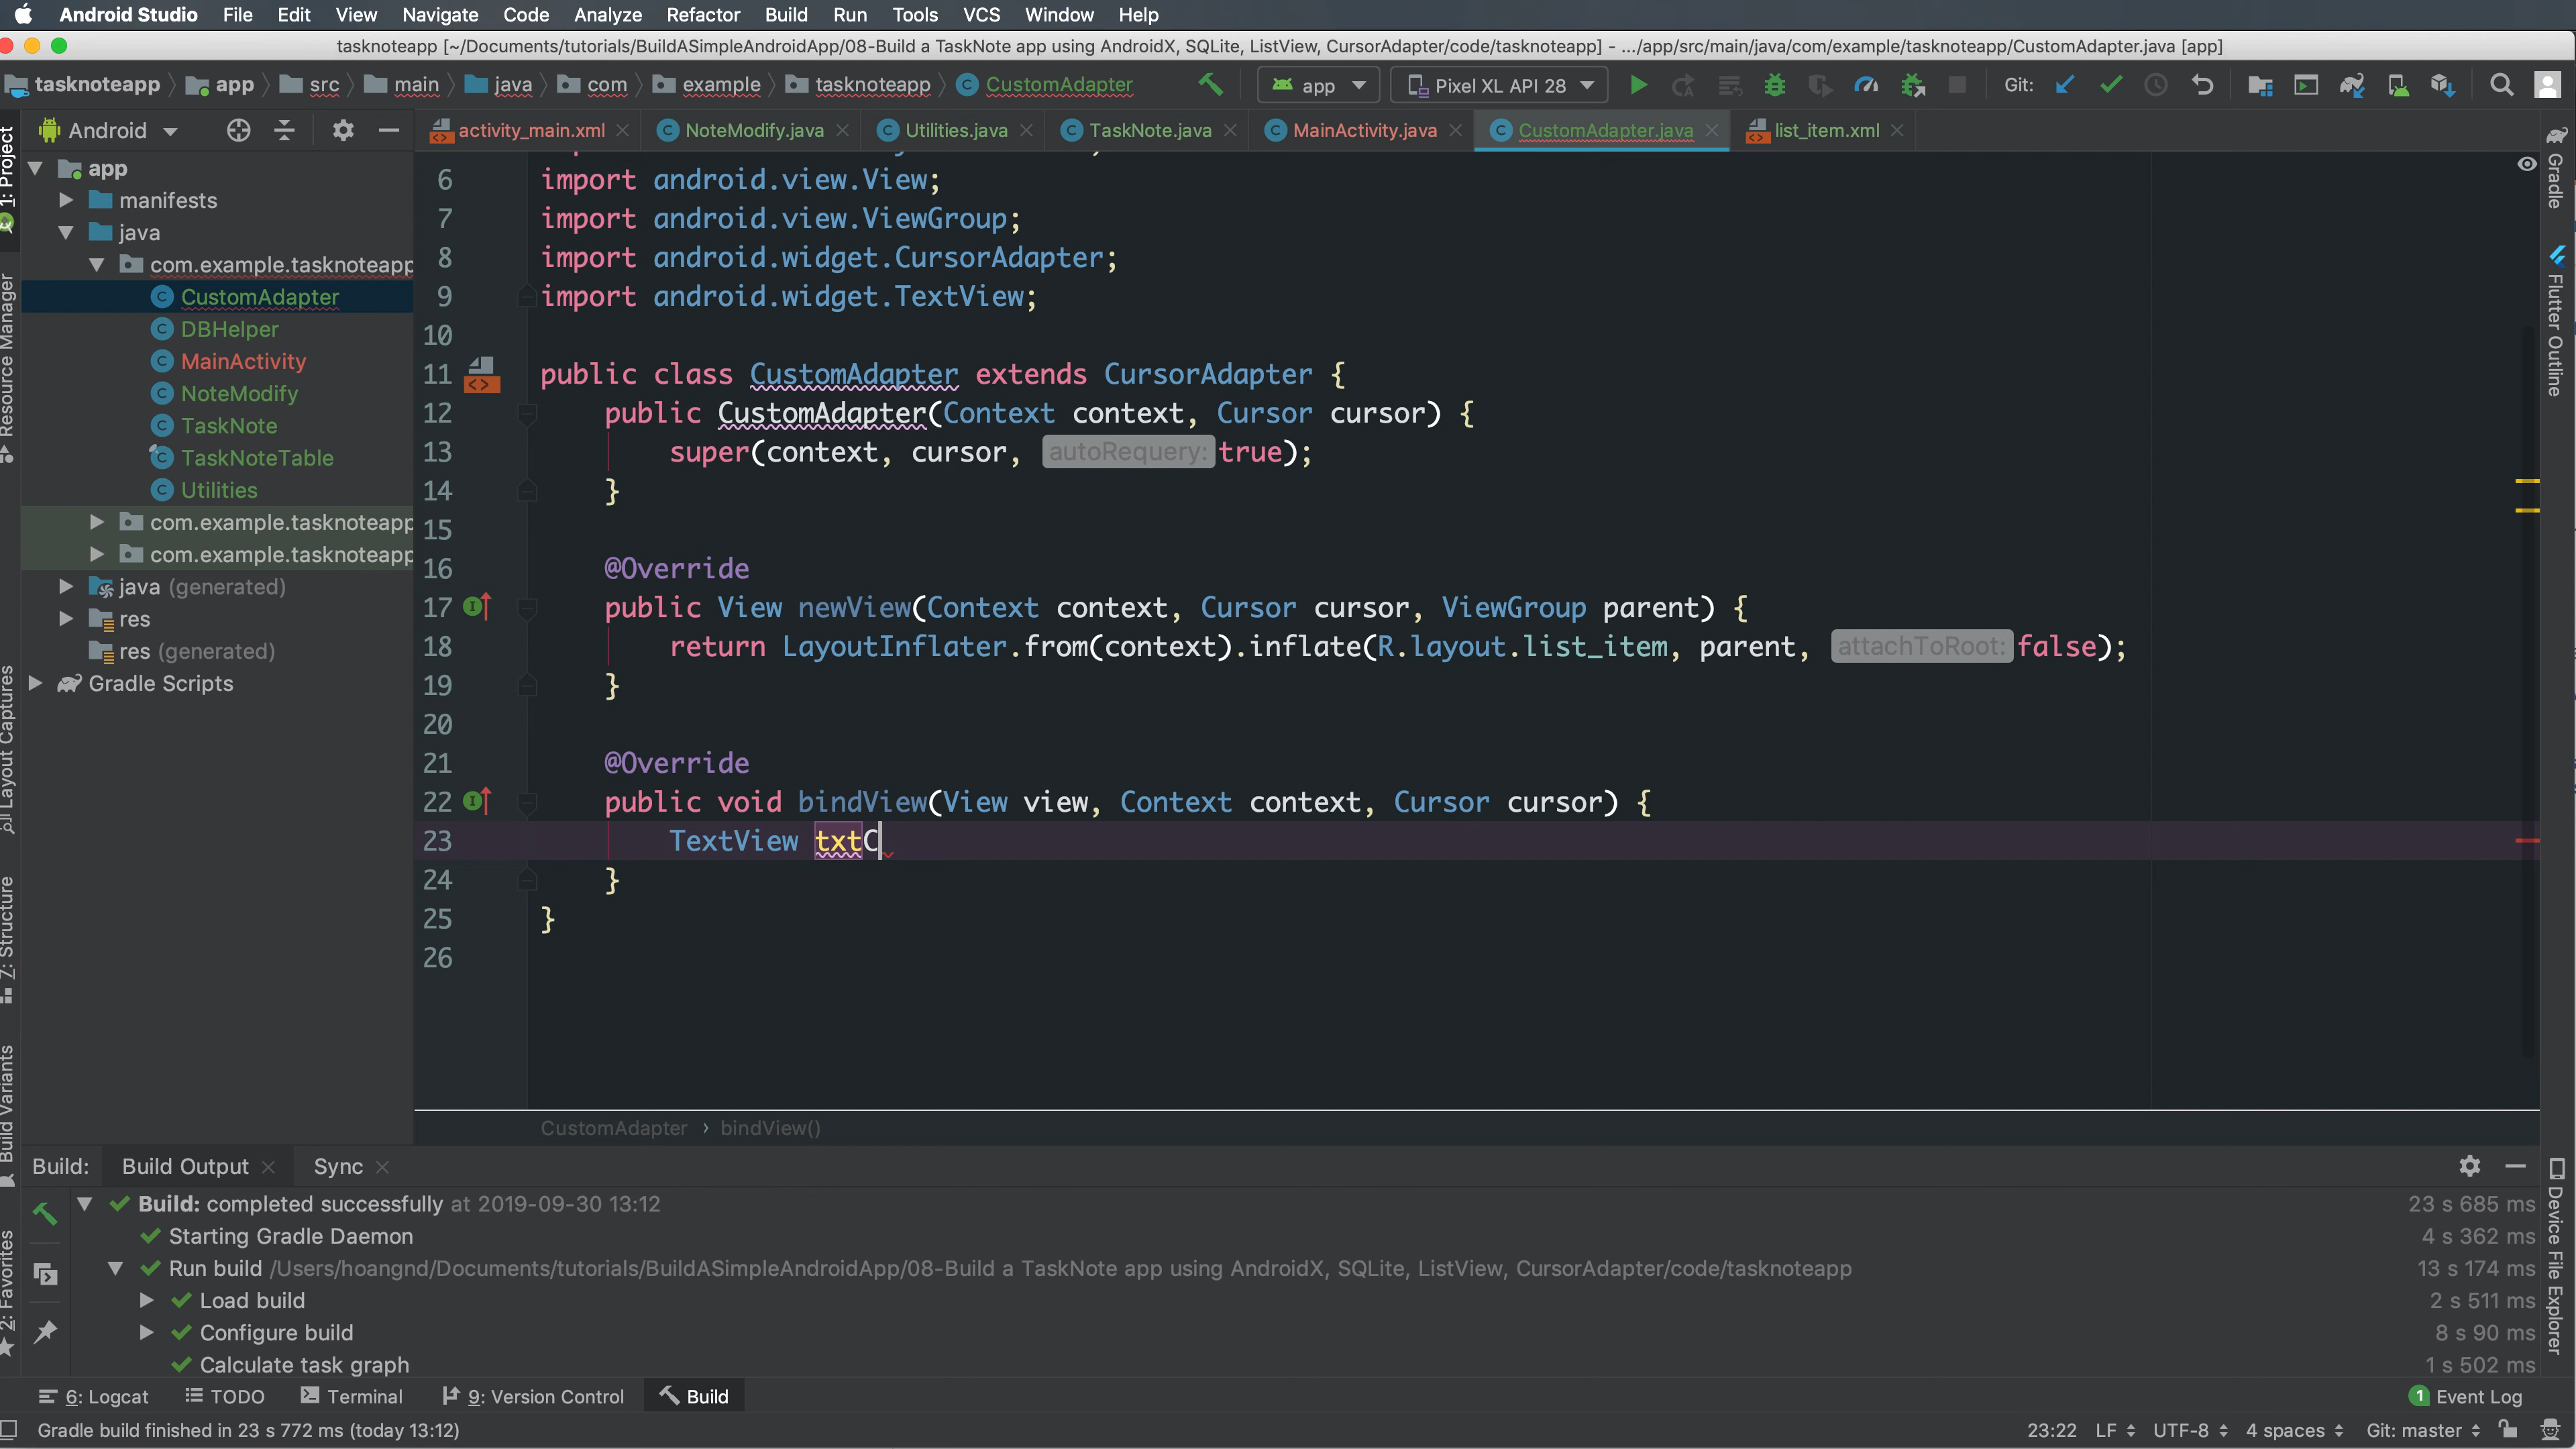 Android Studio File Edit View Navigate Code Analyze Refactor Build Run Tools VCS Window Help
tasknoteapp [~/Documents/tutorials/BuildASimpleAndroidApp/08-Build a TaskNote app using AndroidX, SQLite, ListView, CursorAdapter/code/tasknoteapp] - .../app/src/main/java/com/example/tasknoteapp/CustomAdapter.java [app]
tasknoteapp app src main java com example tasknoteapp CustomAdapter app Pixel XL API 28 Git:
Android
activity_main.xml NoteModify.java Utilities.java TaskNote.java MainActivity.java CustomAdapter.java list_item.xml
1: Project
Resource Manager
Layout Captures
7: Structure
Build Variants
2: Favorites
app
manifests
java
com.example.tasknoteapp
CustomAdapter
DBHelper
MainActivity
NoteModify
TaskNote
TaskNoteTable
Utilities
com.example.tasknoteapp
com.example.tasknoteapp
java (generated)
res
res (generated)
Gradle Scripts
6 import android.view.View;
7 import android.view.ViewGroup;
8 import android.widget.CursorAdapter;
9 import android.widget.TextView;
10
11 public class CustomAdapter extends CursorAdapter {
12 public CustomAdapter(Context context, Cursor cursor) {
13 super(context, cursor, autoRequery: true);
14 }
15
16 @Override
17 public View newView(Context context, Cursor cursor, ViewGroup parent) {
18 return LayoutInflater.from(context).inflate(R.layout.list_item, parent, attachToRoot: false);
19 }
20
21 @Override
22 public void bindView(View view, Context context, Cursor cursor) {
23 TextView txtC
24 }
25 }
26
CustomAdapter › bindView()
Gradle
Flutter Outline
Device File Explorer
Build: Build Output Sync
Build: completed successfully at 2019-09-30 13:12 23 s 685 ms
Starting Gradle Daemon 4 s 362 ms
Run build /Users/hoangnd/Documents/tutorials/BuildASimpleAndroidApp/08-Build a TaskNote app using AndroidX, SQLite, ListView, CursorAdapter/code/tasknoteapp 13 s 174 ms
Load build 2 s 511 ms
Configure build 8 s 90 ms
Calculate task graph 1 s 502 ms
6: Logcat TODO Terminal 9: Version Control Build 1 Event Log
Gradle build finished in 23 s 772 ms (today 13:12) 23:22 LF UTF-8 4 spaces Git: master